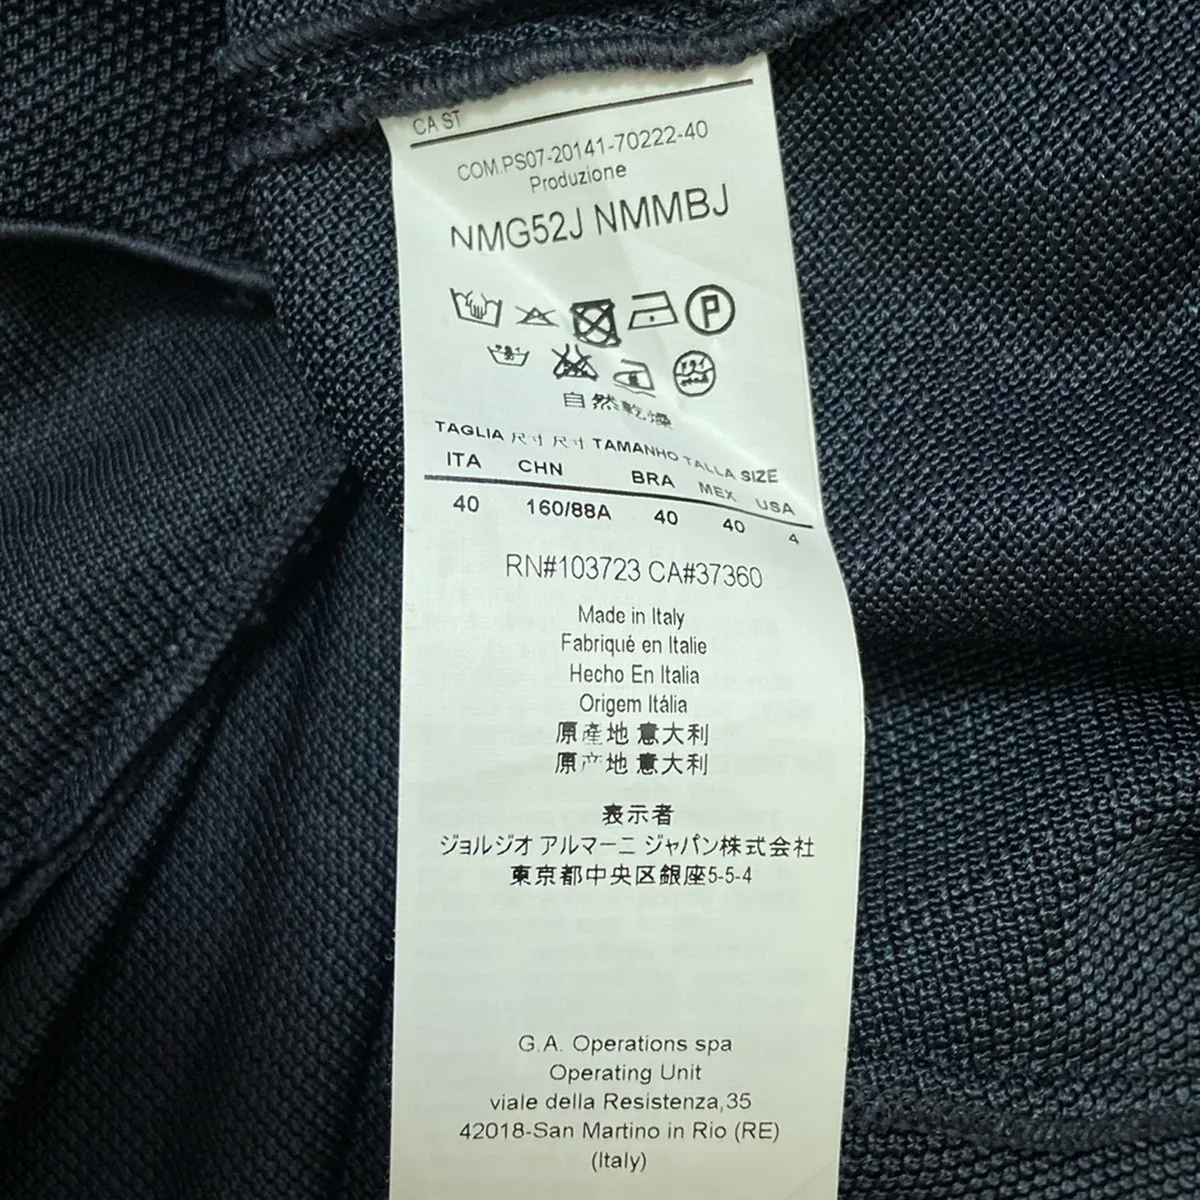 CA ST
COM.PS07-20141-70222-40
Produzione
NMG52J NMMBJ
P
自然乾燥
TAGLIA 尺寸 尺寸 TAMANHO TALLA SIZE
ITA CHN BRA MEX USA
40 160/88A 40 40 4
RN#103723 CA#37360
Made in Italy
Fabriqué en Italie
Hecho En Italia
Origem Itália
原產地 意大利
原产地 意大利
表示者
ジョルジオ アルマーニ ジャパン株式会社
東京都中央区銀座5-5-4
G.A. Operations spa
Operating Unit
viale della Resistenza,35
42018-San Martino in Rio (RE)
(Italy)